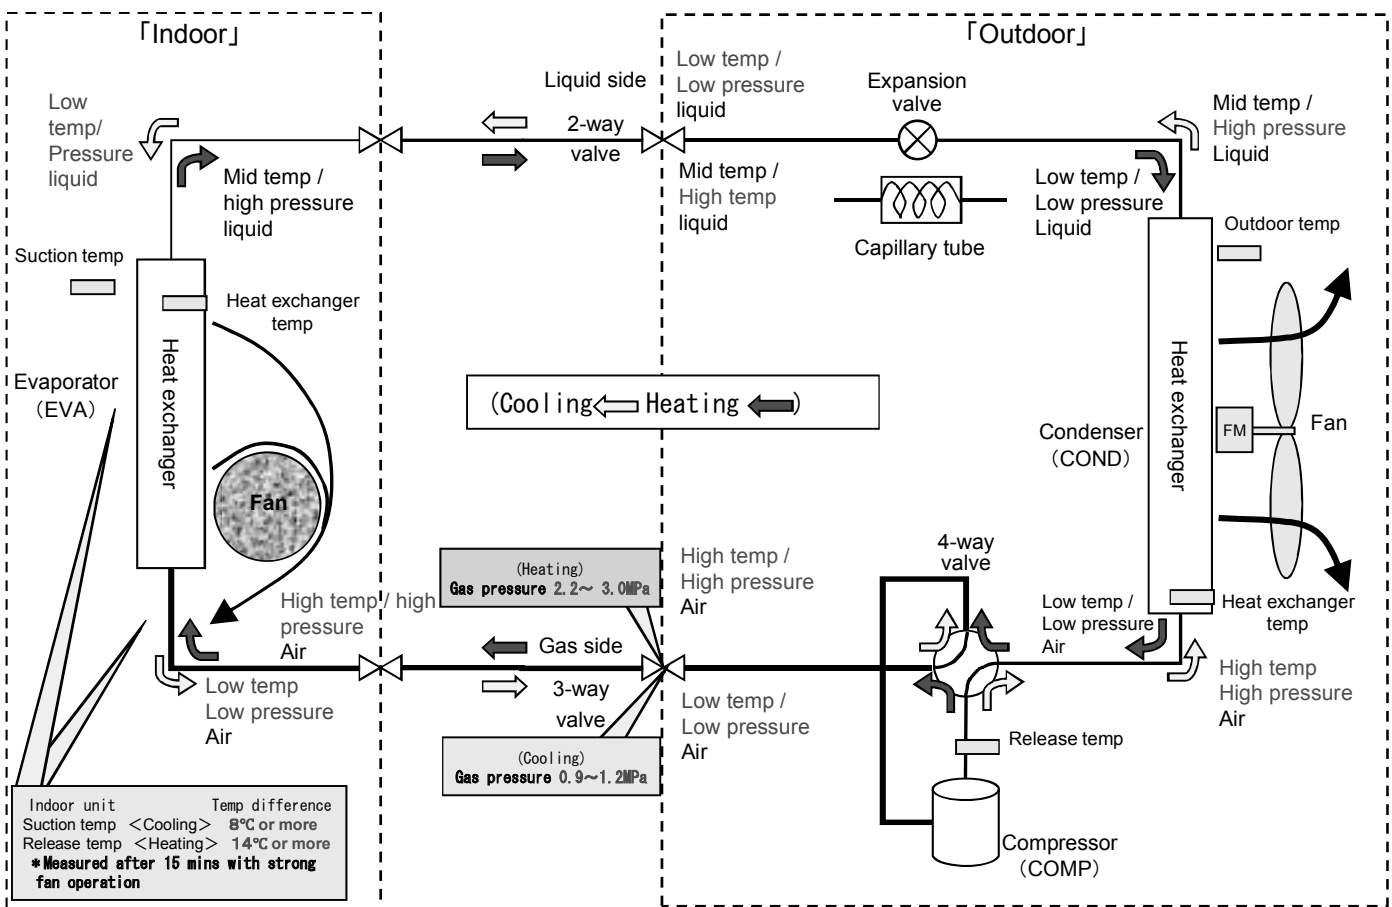 「Indoor」
「Outdoor」
Low
temp/
Pressure
liquid
Mid temp /
high pressure
liquid
Liquid side
2-way
valve
Low temp /
Low pressure
liquid
Mid temp /
High temp
liquid
Expansion
valve
Capillary tube
Mid temp /
High pressure
Liquid
Low temp /
Low pressure
Liquid
Suction temp
Heat exchanger
temp
Heat exchanger
Evaporator
（EVA）
Fan
(Cooling Heating )
Outdoor temp
Heat exchanger
FM
Fan
Condenser
（COND）
Heat exchanger
temp
(Heating)
Gas pressure 2.2～ 3.0MPa
High temp / high
pressure
Air
Low temp
Low pressure
Air
Gas side
3-way
valve
(Cooling)
Gas pressure 0.9～1.2MPa
High temp /
High pressure
Air
Low temp /
Low pressure
Air
4-way
valve
Low temp /
Low pressure
Air
High temp
High pressure
Air
Release temp
Compressor
（COMP）
Indoor unit Temp difference
Suction temp ＜Cooling＞ 8℃ or more
Release temp ＜Heating＞ 14℃ or more
*Measured after 15 mins with strong
fan operation